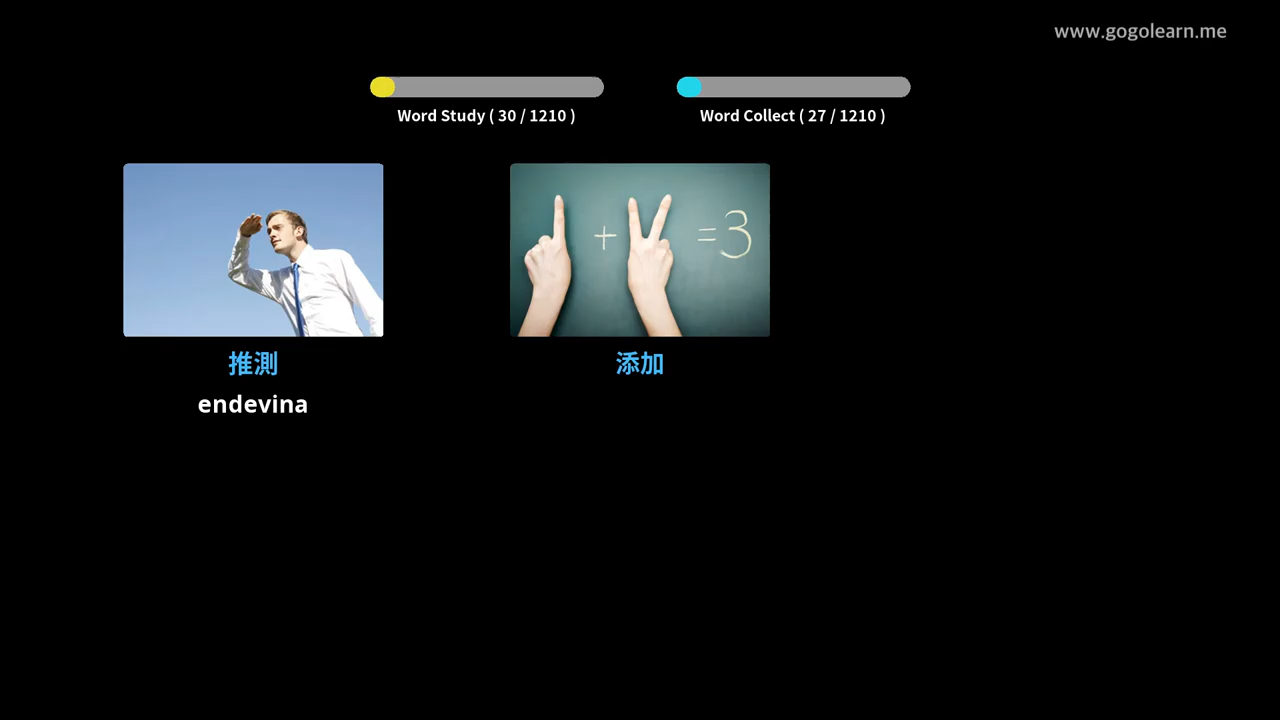 www.gogolearn.me
Word Study ( 30 / 1210 )
Word Collect ( 27 / 1210 )
+ =3
推測
添加
endevina